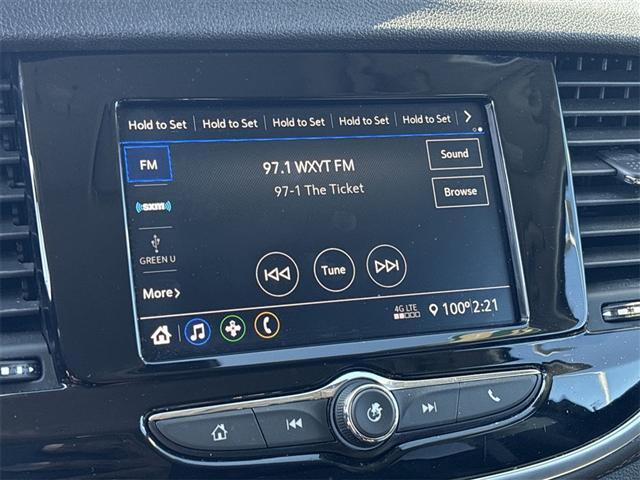 Hold to Set Hold to Set Hold to Set Hold to Set Hold to Set
FM 97.1 WXYT FM Sound
97-1 The Ticket Browse
sxm
GREEN U
Tune
More
4G LTE 100° 2:21